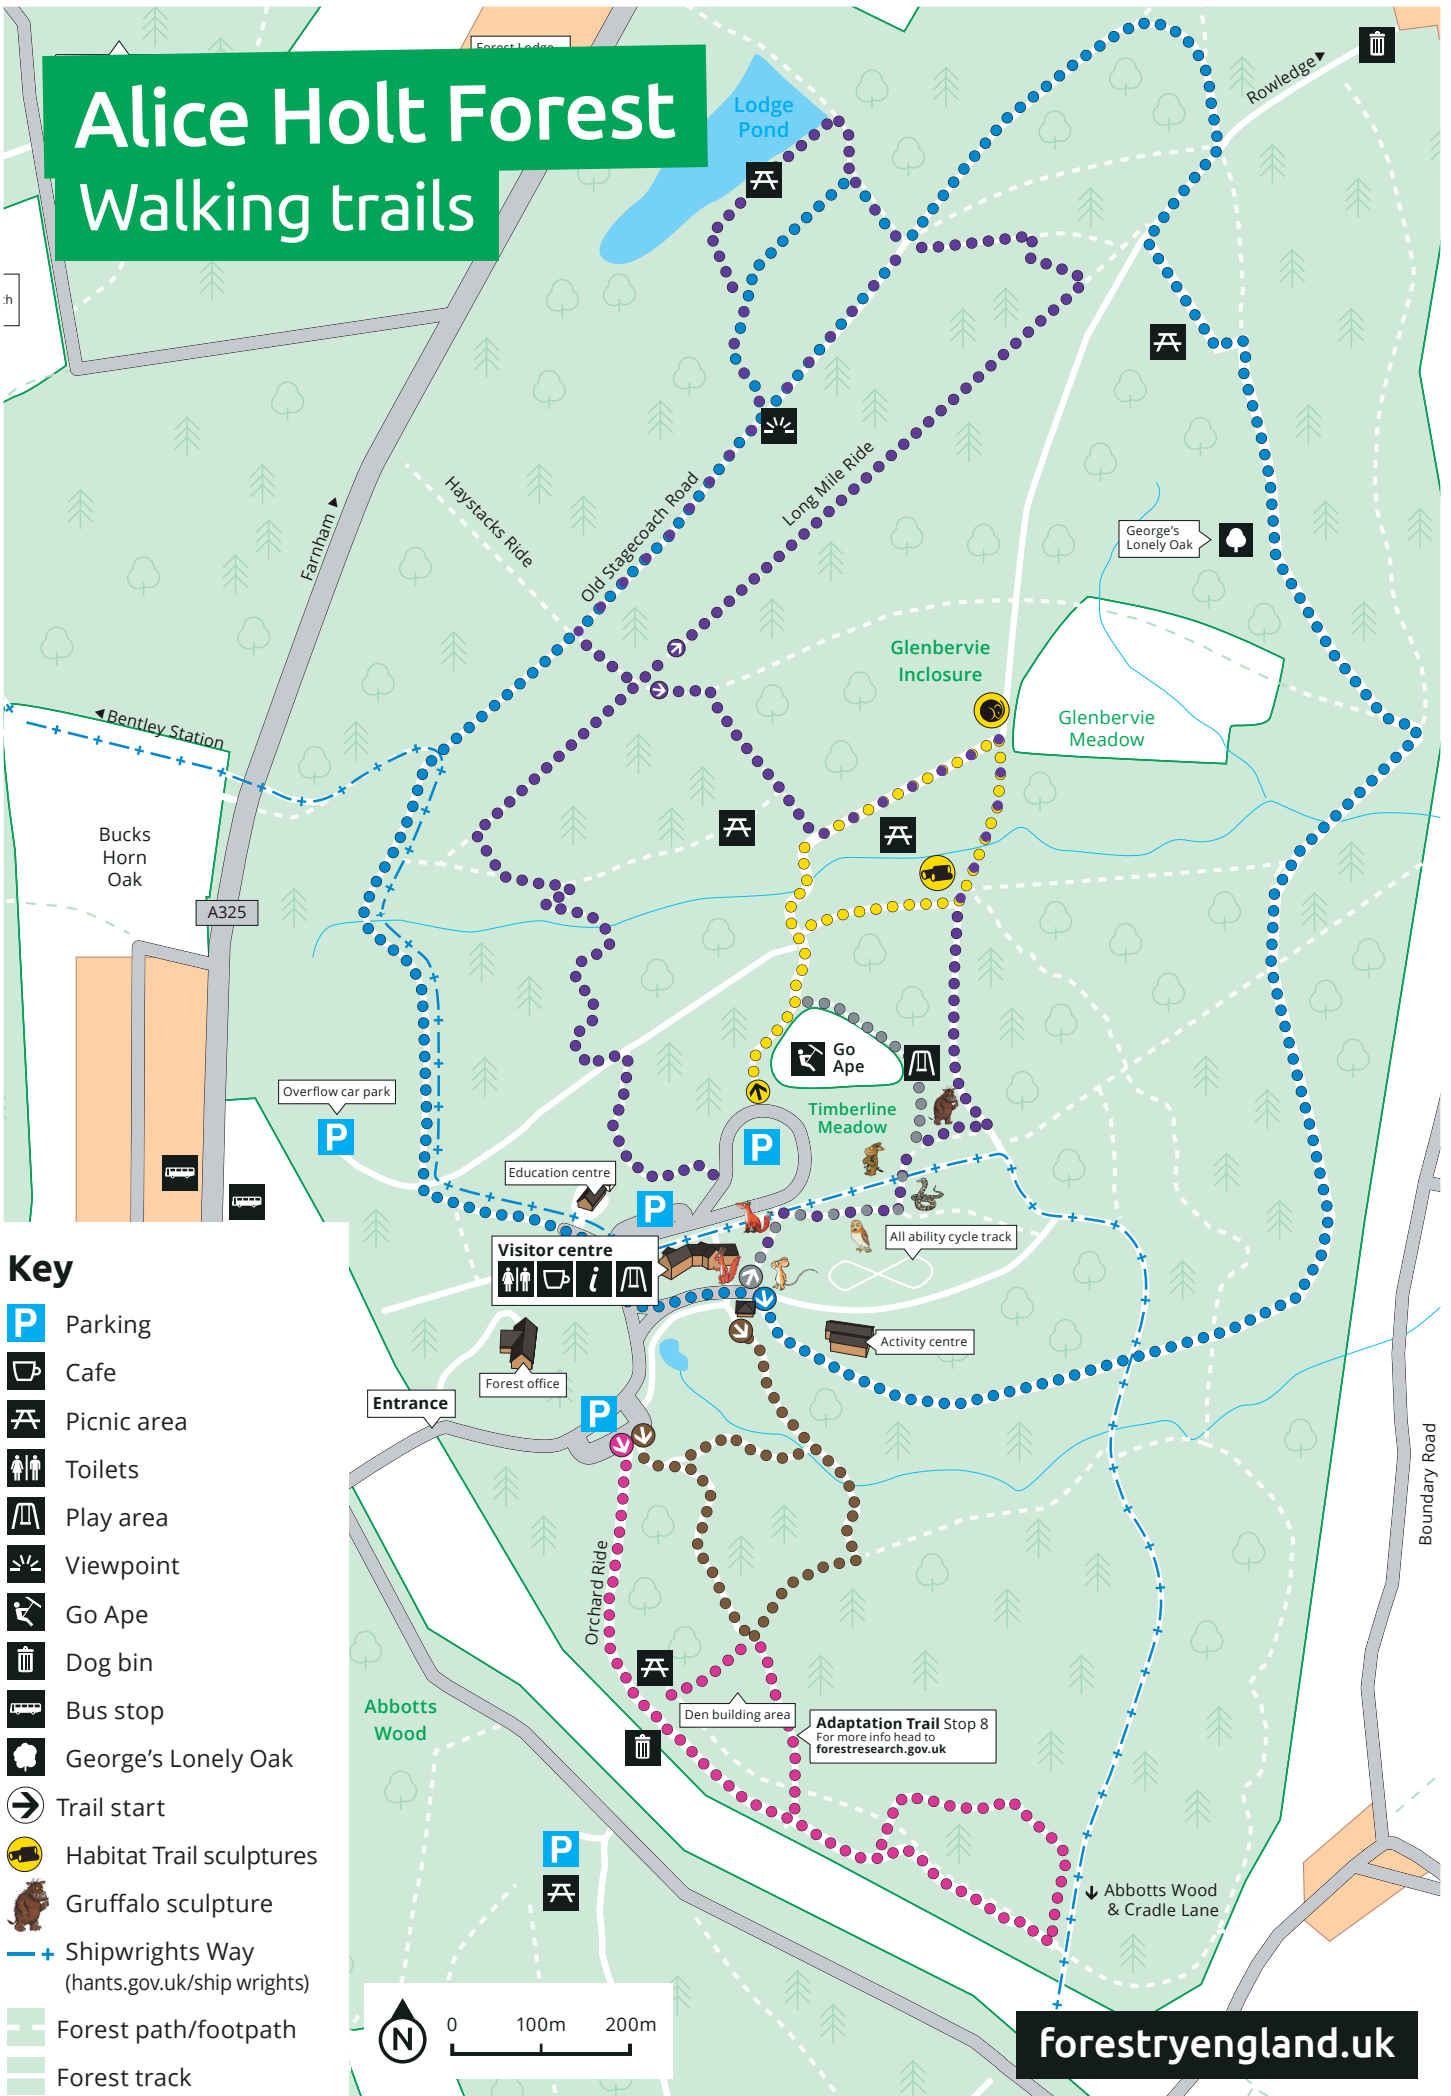 Alice Holt Forest
Walking trails
Lodge
Pond
Rowledge
Haystacks Ride
Old Stagecoach Road
Long Mile Ride
Farnham
George's
Lonely Oak
Glenbervie
Inclosure
Glenbervie
Meadow
Bentley Station
Bucks
Horn
Oak
A325
Go
Ape
Overflow car park
P
Timberline
Meadow
P
Education centre
P
Visitor centre
All ability cycle track
Activity centre
Forest office
Entrance
P
Orchard Ride
Boundary Road
Abbotts
Wood
Den building area
Adaptation Trail Stop 8
For more info head to
forestresearch.gov.uk
P
Abbotts Wood
& Cradle Lane
Key
P Parking
Cafe
Picnic area
Toilets
Play area
Viewpoint
Go Ape
Dog bin
Bus stop
George's Lonely Oak
Trail start
Habitat Trail sculptures
Gruffalo sculpture
Shipwrights Way
(hants.gov.uk/ship wrights)
Forest path/footpath
Forest track
N
0 100m 200m
forestryengland.uk